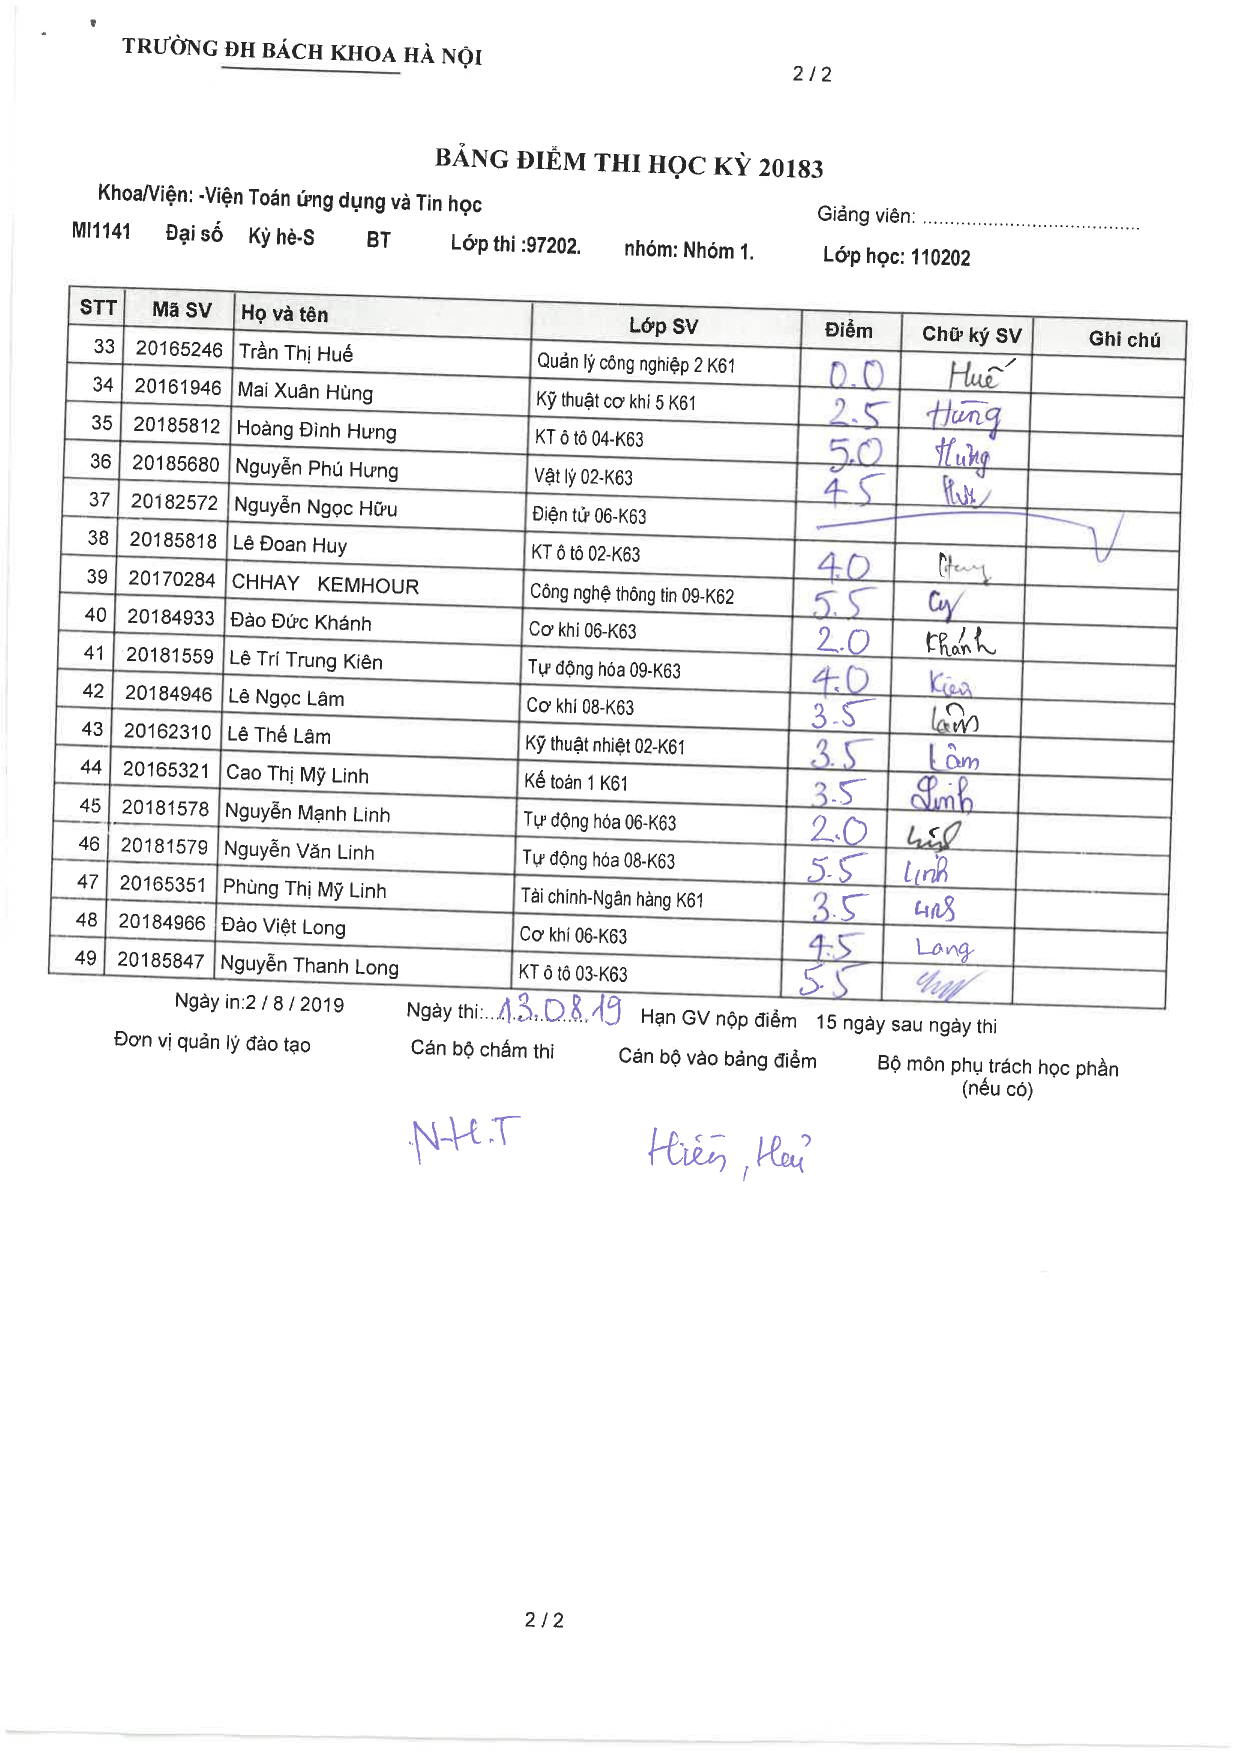 TRƯỜNG ĐH BÁCH KHOA HÀ NỘI
2 / 2
BẢNG ĐIỂM THI HỌC KỲ 20183
Khoa/Viện: -Viện Toán ứng dụng và Tin học Giảng viên: ........................................
MI1141 Đại số Kỳ hè-S BT Lớp thi :97202. nhóm: Nhóm 1. Lớp học: 110202
STT Mã SV Họ và tên Lớp SV Điểm Chữ ký SV Ghi chú
33 20165246 Trần Thị Huế Quản lý công nghiệp 2 K61 0.0 Huế
34 20161946 Mai Xuân Hùng Kỹ thuật cơ khí 5 K61 2.5 Hùng
35 20185812 Hoàng Đình Hưng KT ô tô 04-K63 5.0 Hưng
36 20185680 Nguyễn Phú Hưng Vật lý 02-K63 4.5
37 20182572 Nguyễn Ngọc Hữu Điện tử 06-K63 V
38 20185818 Lê Đoan Huy KT ô tô 02-K63 4.0
39 20170284 CHHAY KEMHOUR Công nghệ thông tin 09-K62 5.5
40 20184933 Đào Đức Khánh Cơ khí 06-K63 2.0 Khánh
41 20181559 Lê Trí Trung Kiên Tự động hóa 09-K63 4.0 Kiên
42 20184946 Lê Ngọc Lâm Cơ khí 08-K63 3.5 Lâm
43 20162310 Lê Thế Lâm Kỹ thuật nhiệt 02-K61 3.5 Lâm
44 20165321 Cao Thị Mỹ Linh Kế toán 1 K61 3.5 Linh
45 20181578 Nguyễn Mạnh Linh Tự động hóa 06-K63 2.0
46 20181579 Nguyễn Văn Linh Tự động hóa 08-K63 5.5 Linh
47 20165351 Phùng Thị Mỹ Linh Tài chính-Ngân hàng K61 3.5
48 20184966 Đào Việt Long Cơ khí 06-K63 4.5 Long
49 20185847 Nguyễn Thanh Long KT ô tô 03-K63 5.5
Ngày in:2 / 8 / 2019 Ngày thi:...13.08.19 Hạn GV nộp điểm 15 ngày sau ngày thi
Đơn vị quản lý đào tạo Cán bộ chấm thi Cán bộ vào bảng điểm Bộ môn phụ trách học phần
(nếu có)
N.H.T Hiền,
2 / 2